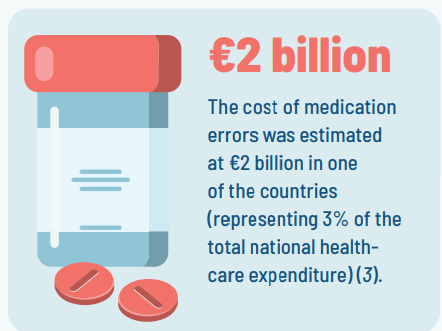 €2 billion
The cost of medication
errors was estimated
at €2 billion in one
of the countries
(representing 3% of the
total national health-
care expenditure) (3).